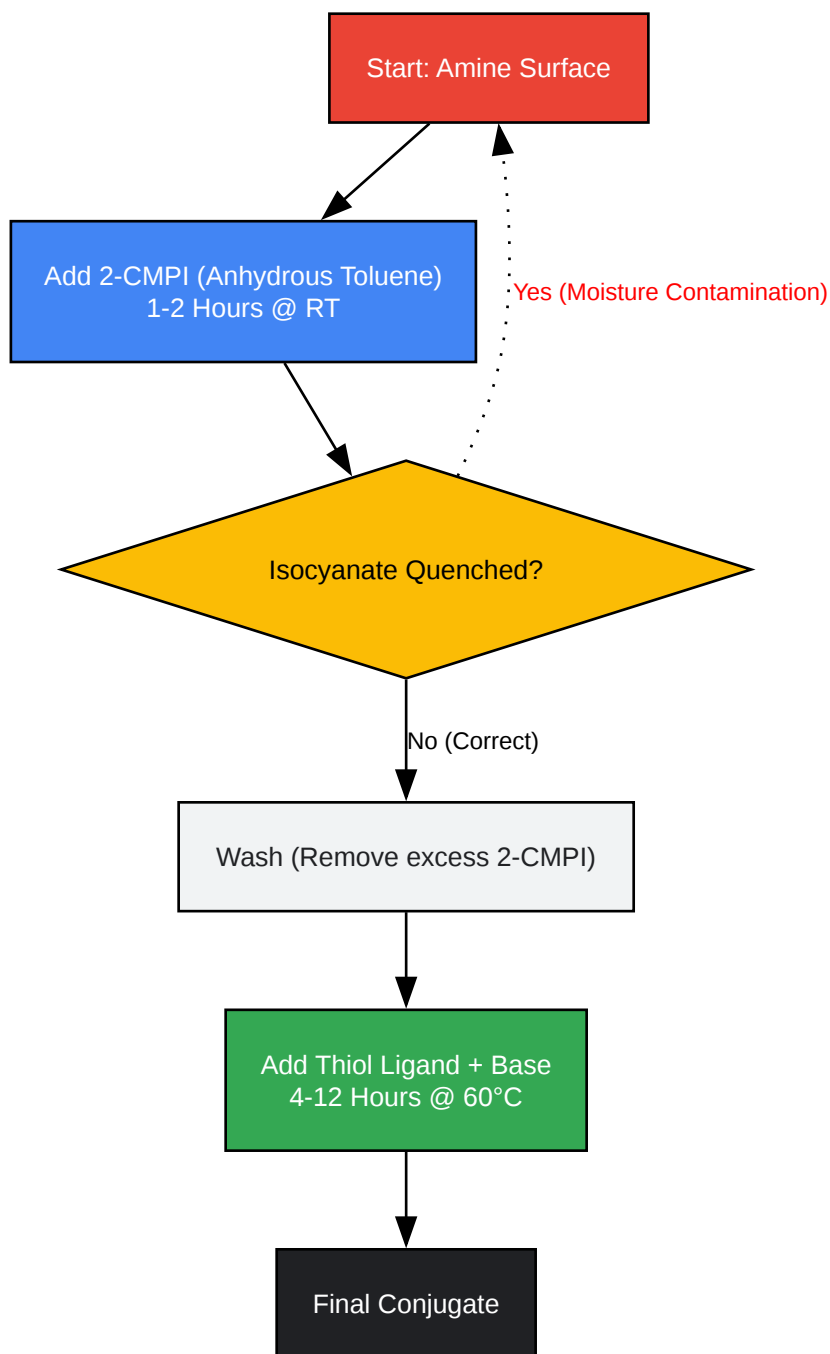 Start: Amine Surface
Add 2-CMPI (Anhydrous Toluene)
1-2 Hours @ RT
Yes (Moisture Contamination)
Isocyanate Quenched?
No (Correct)
Wash (Remove excess 2-CMPI)
Add Thiol Ligand + Base
4-12 Hours @ 60°C
Final Conjugate